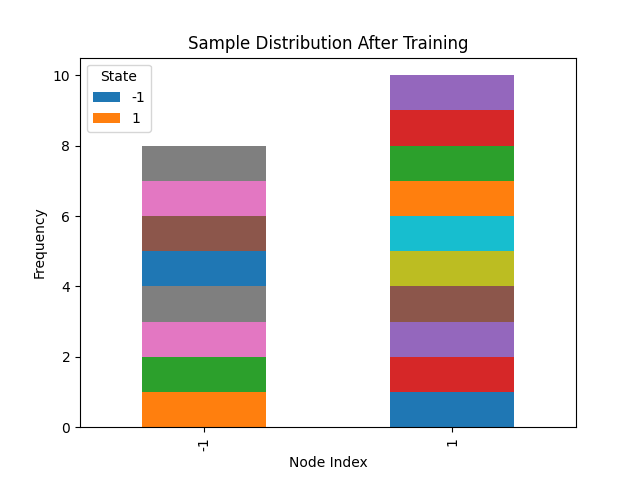 Sample Distribution After Training
State
-1
1
Frequency
10
8
6
4
2
0
-1
1
Node Index